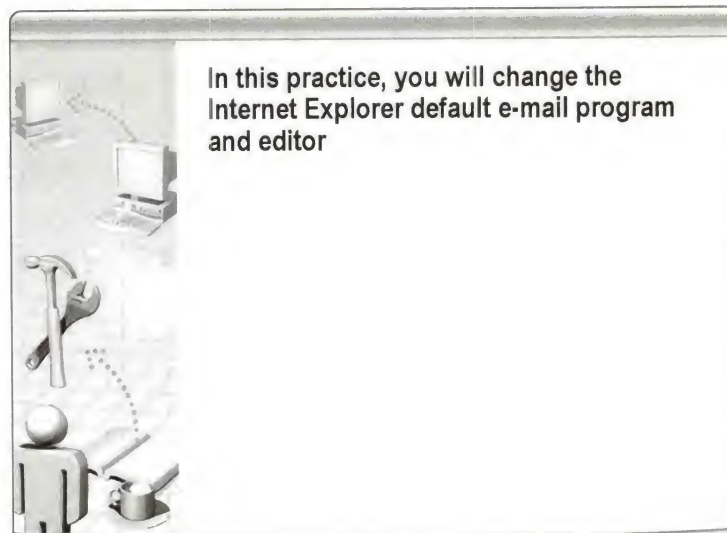 In this practice, you will change the
Internet Explorer default e-mail program
and editor